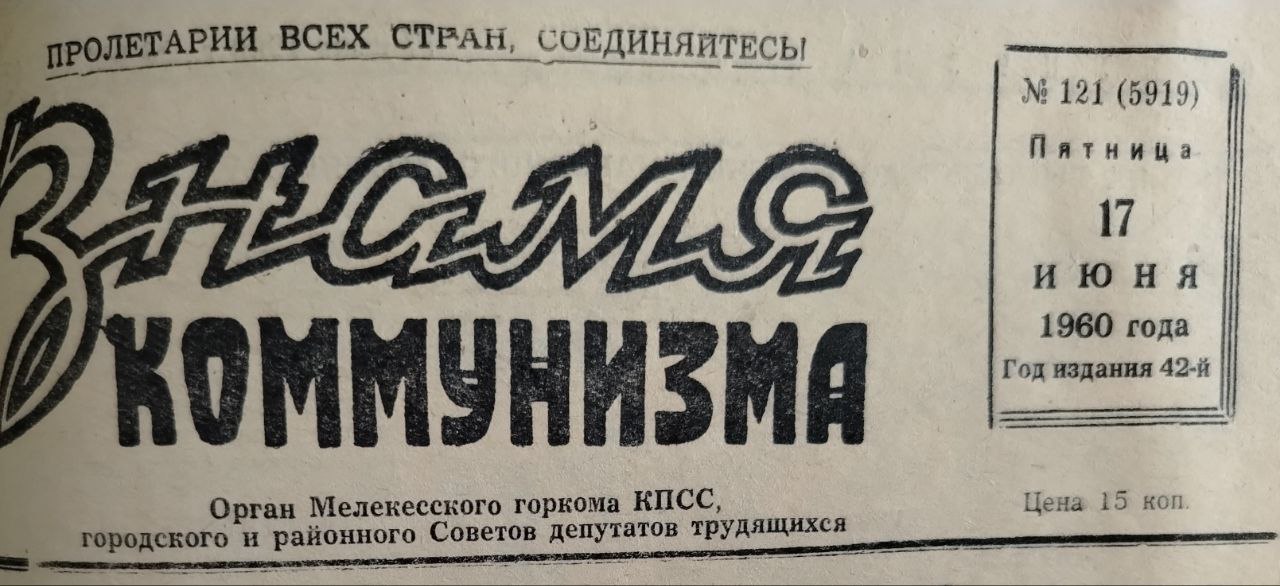 ПРОЛЕТАРИИ ВСЕХ СТРАН, СОЕДИНЯЙТЕСЬ!
Знамя
КОММУНИЗМА
Орган Мелекесского горкома КПСС,
городского и районного Советов депутатов трудящихся
№ 121 (5919)
Пятница
17
ИЮНЯ
1960 года
Год издания 42-й
Цена 15 коп.